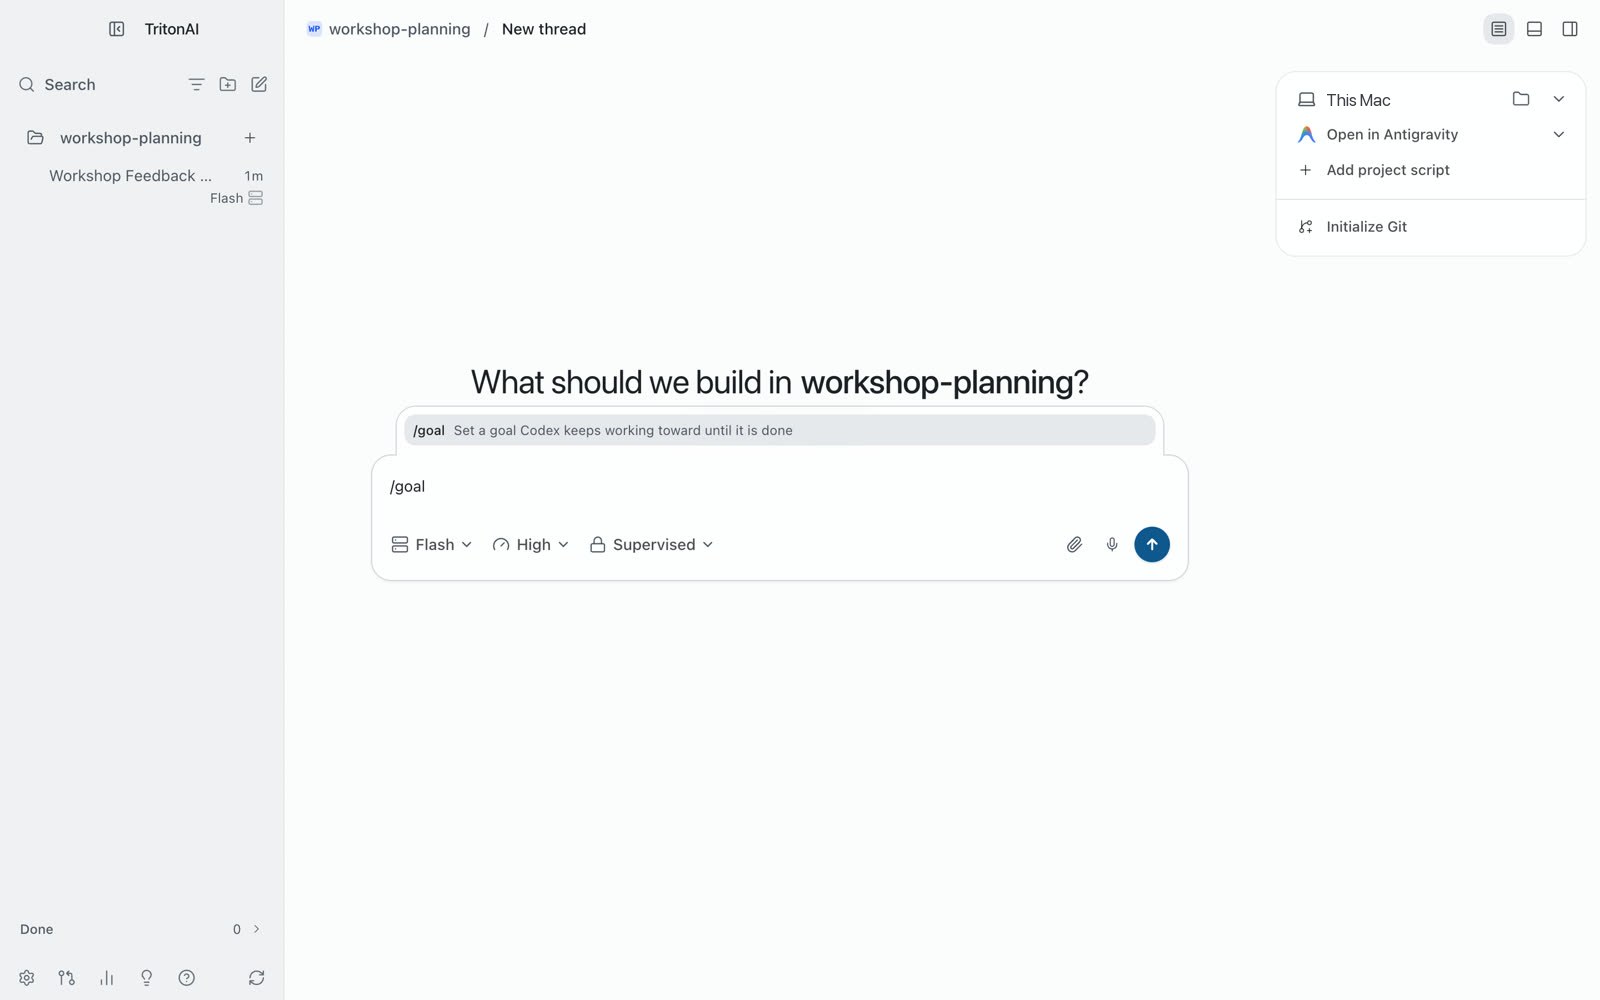 TritonAI
Search
workshop-planning
Workshop Feedback ... 1m
Flash
Done 0
WP workshop-planning / New thread
This Mac
Open in Antigravity
Add project script
Initialize Git
What should we build in workshop-planning?
/goal Set a goal Codex keeps working toward until it is done
/goal
Flash High Supervised